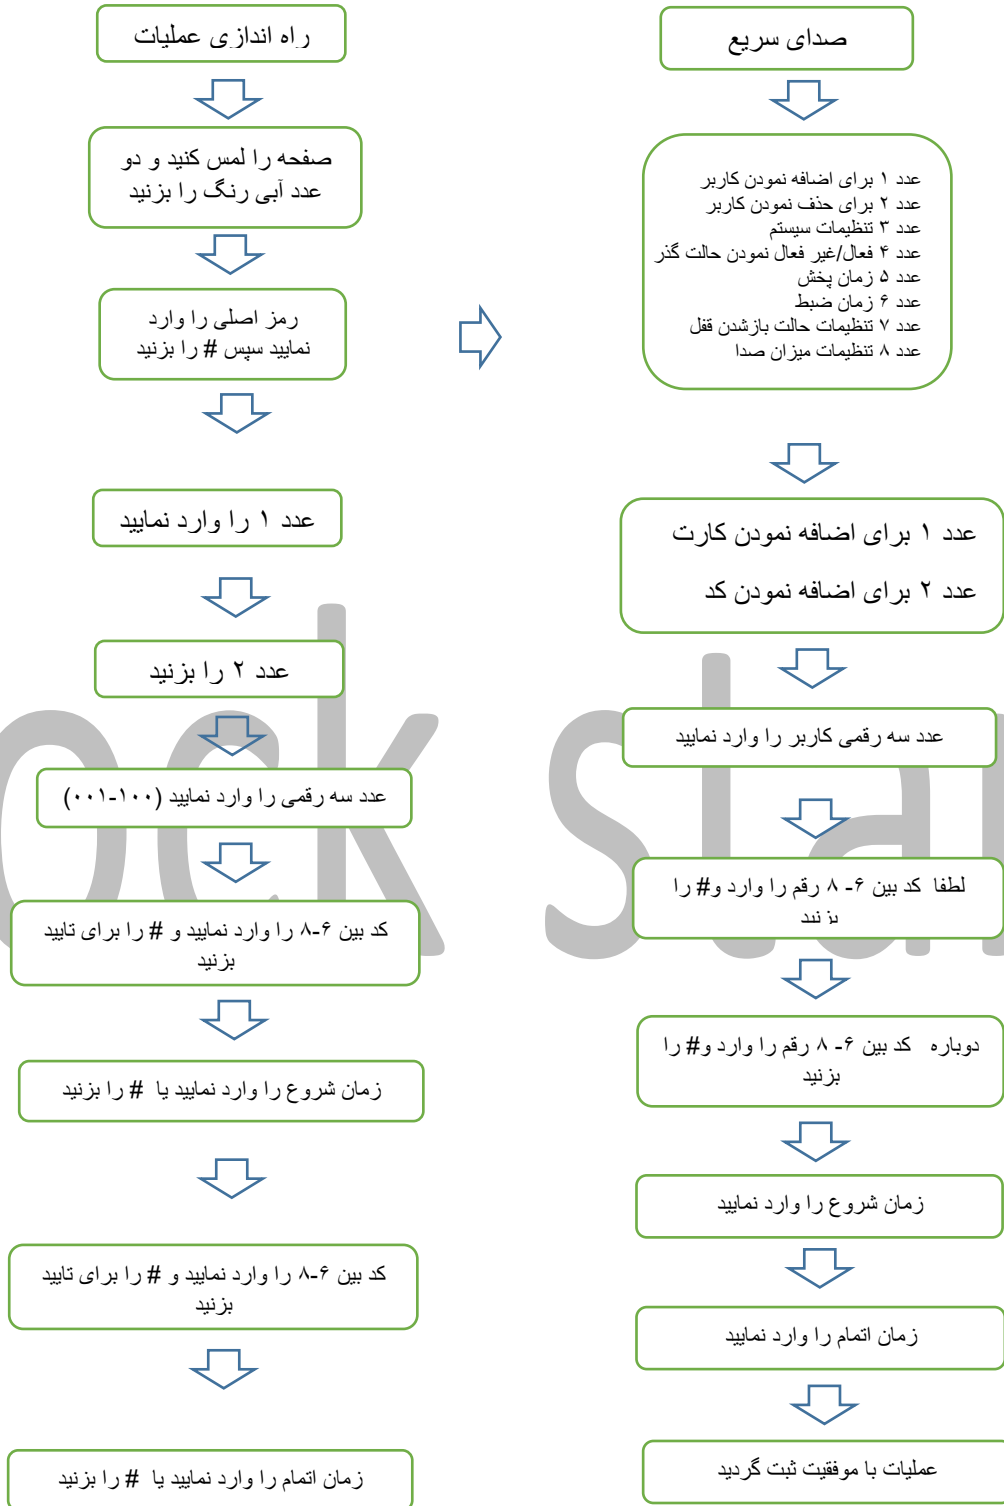 راه اندازی عملیات
صفحه را لمس کنید و دو
عدد آبی رنگ را بزنید
رمز اصلی را وارد
نمایید سپس # را بزنید
عدد ۱ را وارد نمایید
عدد ۲ را بزنید
عدد سه رقمی را وارد نمایید (۰۰۱-۱۰۰)
کد بین ۶-۸ را وارد نمایید و # را برای تایید
بزنید
زمان شروع را وارد نمایید یا # را بزنید
کد بین ۶-۸ را وارد نمایید و # را برای تایید
بزنید
زمان اتمام را وارد نمایید یا # را بزنید
صدای سریع
عدد ۱ برای اضافه نمودن کاربر
عدد ۲ برای حذف نمودن کاربر
عدد ۳ تنظیمات سیستم
عدد ۴ فعال/غیر فعال نمودن حالت گذر
عدد ۵ زمان پخش
عدد ۶ زمان ضبط
عدد ۷ تنظیمات حالت بازشدن قفل
عدد ۸ تنظیمات میزان صدا
عدد ۱ برای اضافه نمودن کارت
عدد ۲ برای اضافه نمودن کد
عدد سه رقمی کاربر را وارد نمایید
لطفا کد بین ۶- ۸ رقم را وارد و# را
بزنید
دوباره کد بین ۶- ۸ رقم را وارد و# را
بزنید
زمان شروع را وارد نمایید
زمان اتمام را وارد نمایید
عملیات با موفقیت ثبت گردید
ock star